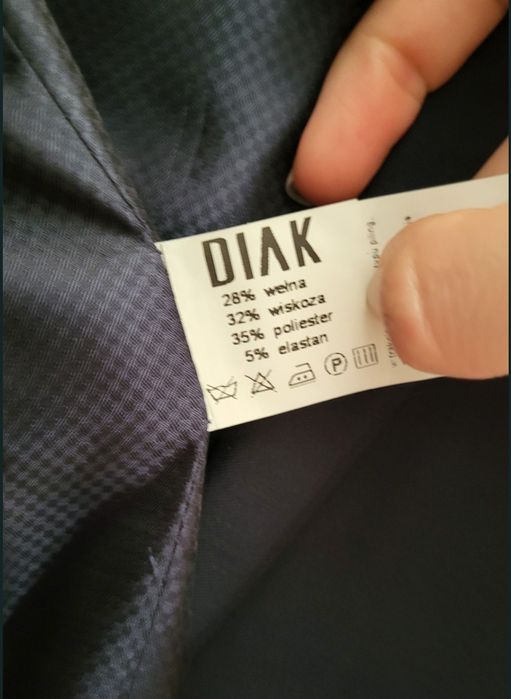 DIAK
28% wełna
32% wiskoza
35% poliester
5% elastan
P